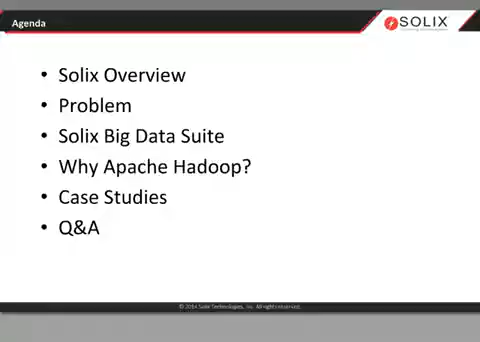 Agenda
SOLIX
• Solix Overview
• Problem
• Solix Big Data Suite
• Why Apache Hadoop?
• Case Studies
• Q&A
© 2014 Solix Technologies, Inc. All rights reserved.